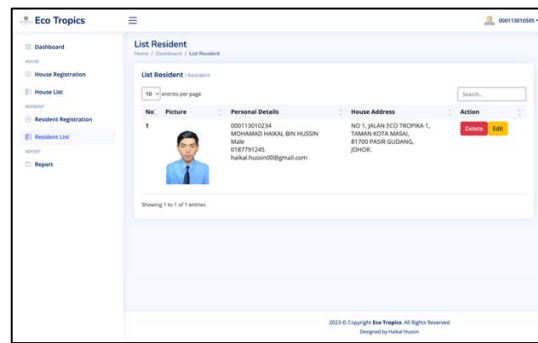 Eco Tropics
000113010505
Dashboard
HOUSE
House Registration
House List
RESIDENT
Resident Registration
Resident List
REPORT
Report
List Resident
Home / Dashboard / List Resident
List Resident | Resident
10 entries per page
Search...
No Picture Personal Details House Address Action
1
000113010234
MOHAMAD HAIKAL BIN HUSSIN
Male
0187791245
haikal.hussin00@gmail.com
NO 1, JALAN ECO TROPIKA 1,
TAMAN KOTA MASAI,
81700 PASIR GUDANG,
JOHOR.
Delete Edit
Showing 1 to 1 of 1 entries
2023 © Copyright Eco Tropics. All Rights Reserved
Designed by Haikal Hussin